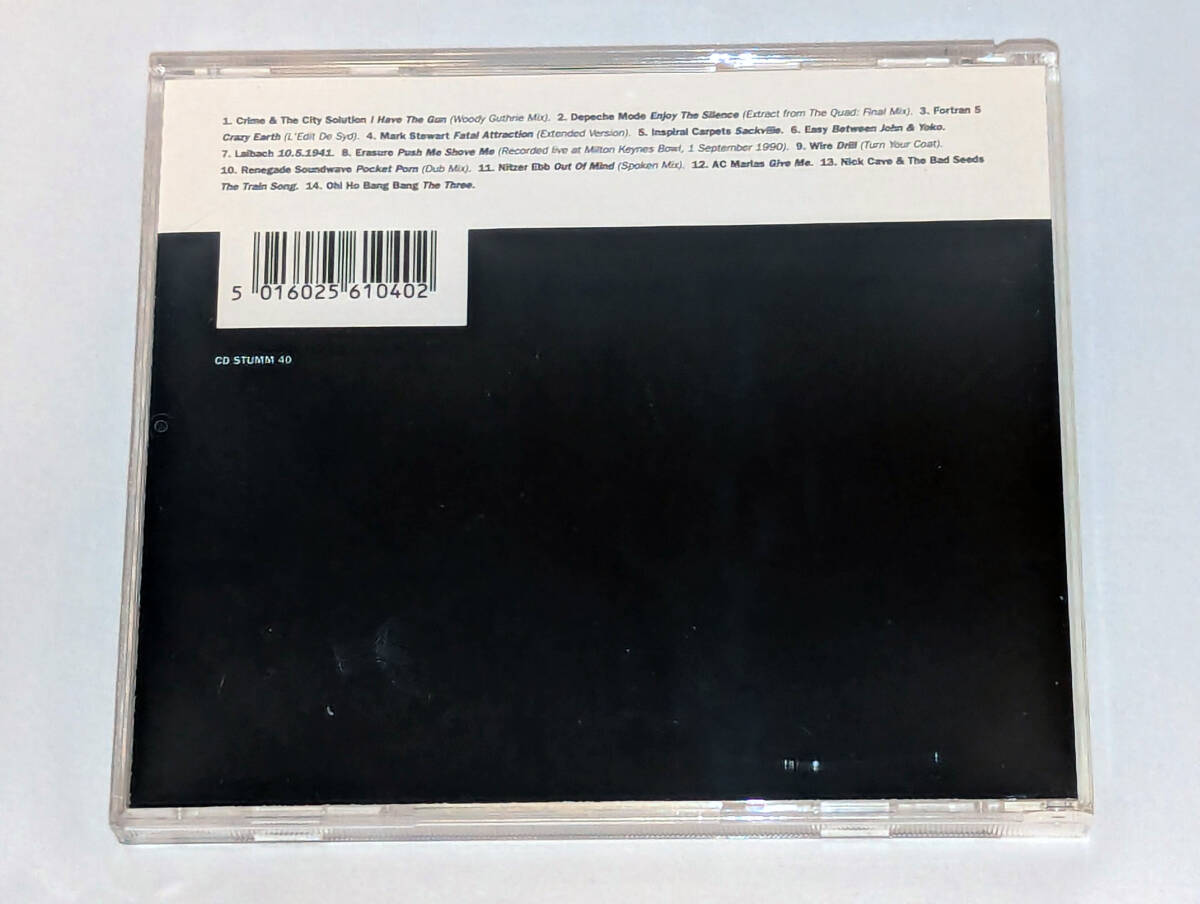 1. Crime & The City Solution I Have The Gun (Woody Guthrie Mix). 2. Depeche Mode Enjoy The Silence (Extract from The Quad: Final Mix). 3. Fortran 5
Crazy Earth (L'Edit De Syd). 4. Mark Stewart Fatal Attraction (Extended Version). 5. Inspiral Carpets Sackville. 6. Easy Between John & Yoko.
7. Laibach 10.5.1941. 8. Erasure Push Me Shove Me (Recorded live at Milton Keynes Bowl, 1 September 1990). 9. Wire Drill (Turn Your Coat).
10. Renegade Soundwave Pocket Porn (Dub Mix). 11. Nitzer Ebb Out Of Mind (Spoken Mix). 12. AC Marias Give Me. 13. Nick Cave & The Bad Seeds
The Train Song. 14. Oh! Ho Bang Bang The Three.
5 016025 610402
CD STUMM 40